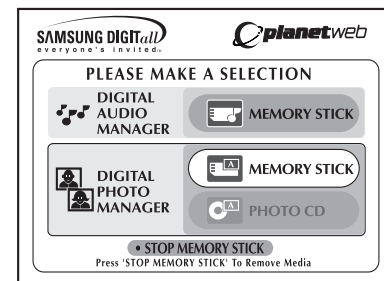 SAMSUNG DIGITall
everyone's invited™
planetweb
PLEASE MAKE A SELECTION
DIGITAL
AUDIO
MANAGER
MEMORY STICK
DIGITAL
PHOTO
MANAGER
A
MEMORY STICK
A
PHOTO CD
• STOP MEMORY STICK
Press 'STOP MEMORY STICK' To Remove Media